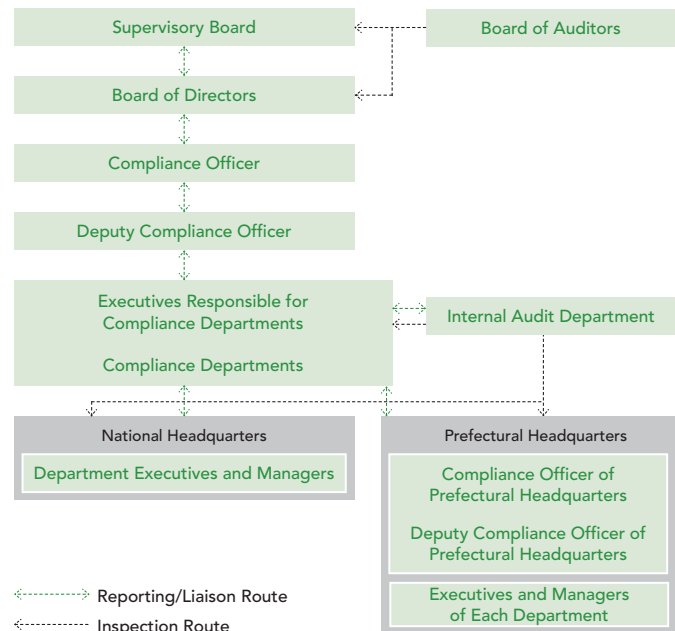 Supervisory Board
Board of Auditors
Board of Directors
Compliance Officer
Deputy Compliance Officer
Executives Responsible for
Compliance Departments
Compliance Departments
Internal Audit Department
National Headquarters
Department Executives and Managers
Prefectural Headquarters
Compliance Officer of
Prefectural Headquarters
Deputy Compliance Officer of
Prefectural Headquarters
Executives and Managers
of Each Department
Reporting/Liaison Route
Inspection Route